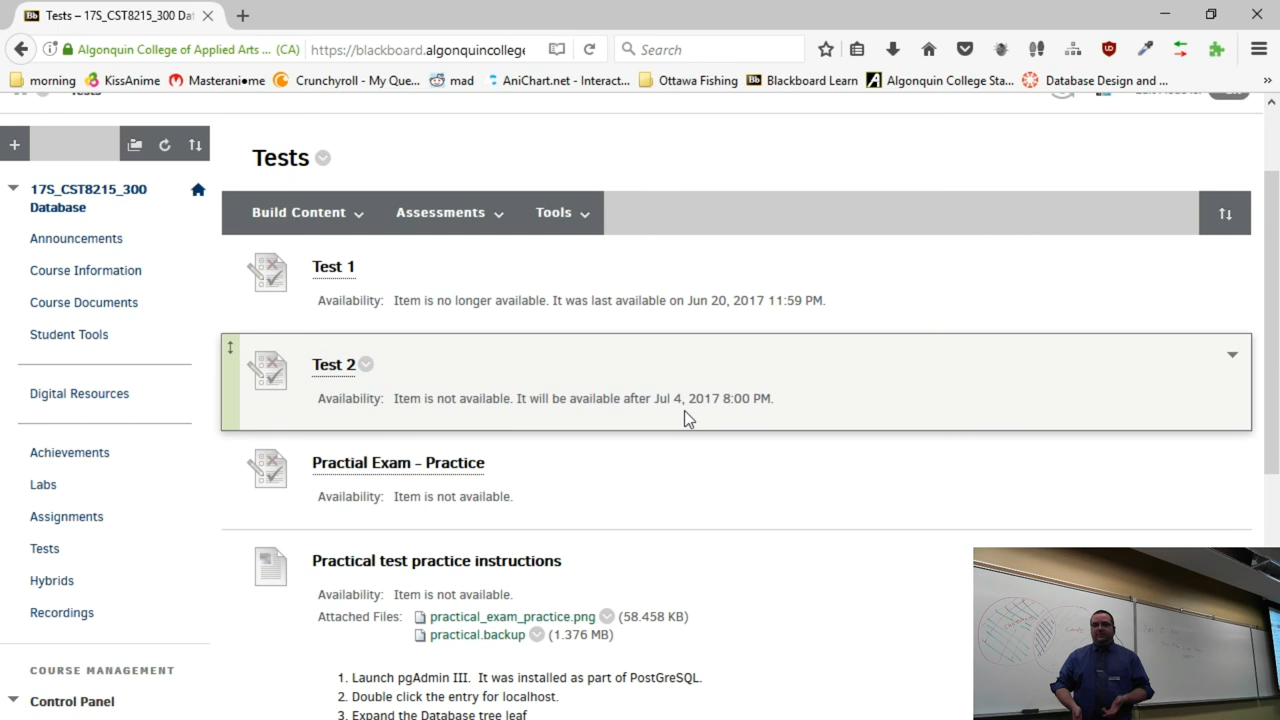 Tests – 17S_CST8215_300 Dat
Algonquin College of Applied Arts ... (CA) https://blackboard.algonquincollege Search
morning KissAnime Masterani●me Crunchyroll - My Que... mad AniChart.net - Interact... Ottawa Fishing Blackboard Learn Algonquin College Sta... Database Design and ... »
Tests
17S_CST8215_300
Database
Announcements
Course Information
Course Documents
Student Tools
Digital Resources
Achievements
Labs
Assignments
Tests
Hybrids
Recordings
COURSE MANAGEMENT
Control Panel
Tests
Build Content Assessments Tools
Test 1
Availability: Item is no longer available. It was last available on Jun 20, 2017 11:59 PM.
Test 2
Availability: Item is not available. It will be available after Jul 4, 2017 8:00 PM.
Practial Exam - Practice
Availability: Item is not available.
Practical test practice instructions
Availability: Item is not available.
Attached Files: practical_exam_practice.png (58.458 KB)
practical.backup (1.376 MB)
1. Launch pgAdmin III. It was installed as part of PostGreSQL.
2. Double click the entry for localhost.
3. Expand the Database tree leaf